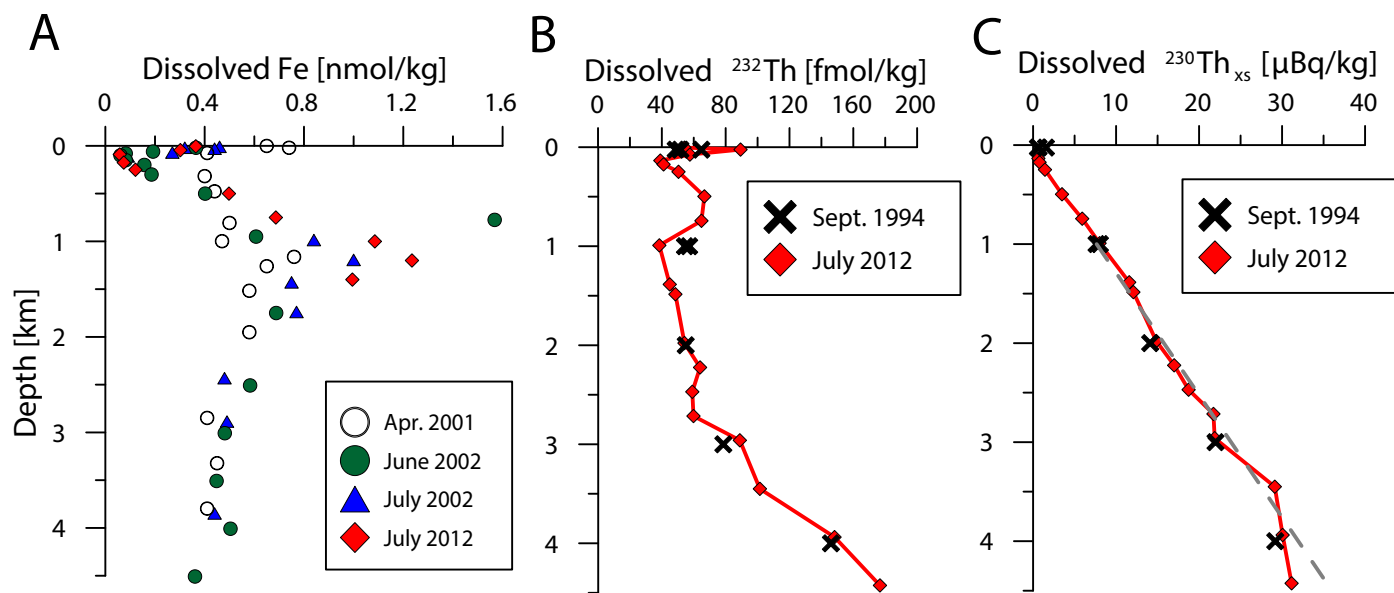 A
Dissolved Fe [nmol/kg]
0 0.4 0.8 1.2 1.6
0
1
2
3
4
Depth [km]
Apr. 2001
June 2002
July 2002
July 2012
B
Dissolved ²³²Th [fmol/kg]
0 40 80 120 160 200
0
1
2
3
4
Sept. 1994
July 2012
C
Dissolved ²³⁰Thₓₛ [µBq/kg]
0 10 20 30 40
0
1
2
3
4
Sept. 1994
July 2012